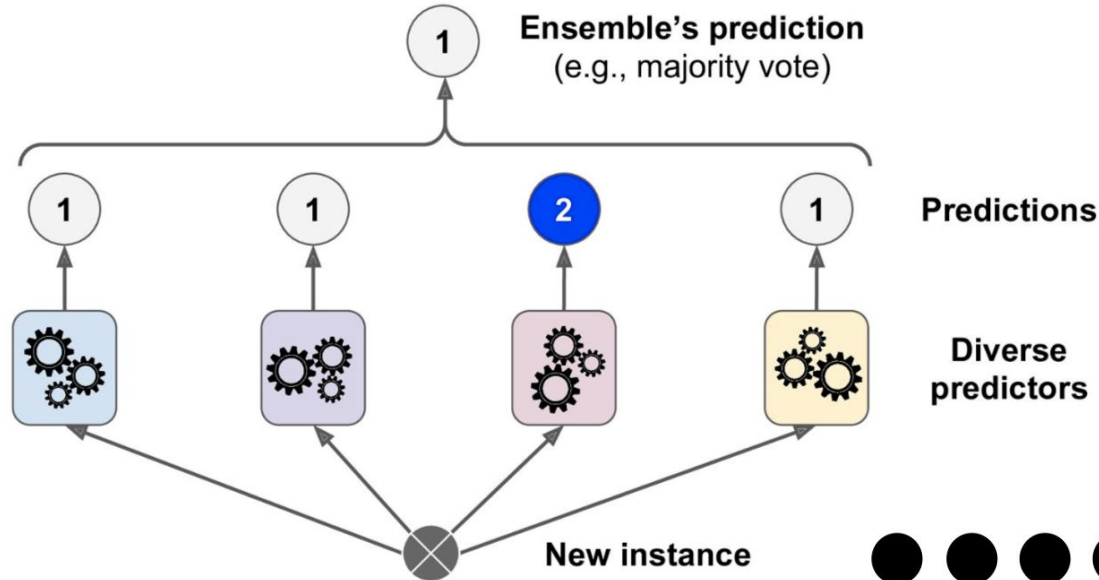 1
Ensemble’s prediction
(e.g., majority vote)
1 1 2 1
Predictions
Diverse
predictors
New instance